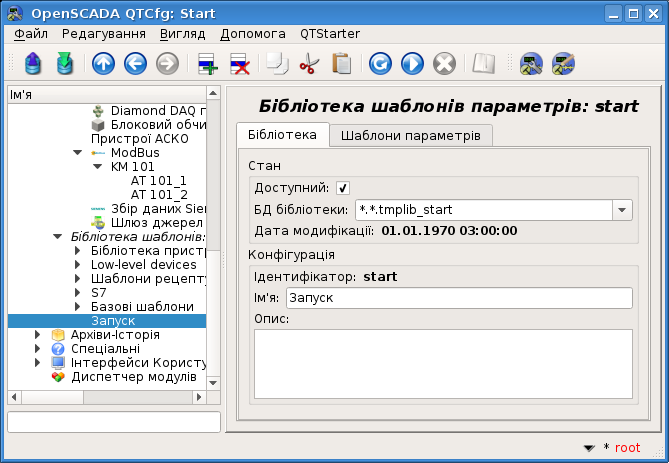 OpenSCADA QTCfg: Start
Файл Редагування Вигляд Допомога QTStarter
Ім'я
Diamond DAQ п
Блоковий обчи
Пристрої АСКО
ModBus
KM 101
AT 101_1
AT 101_2
Збір даних Sie
Шлюз джерел
Бібліотека шаблонів:
Бібліотека пристр
Low-level devices
Шаблони рецепту
S7
Базові шаблони
Запуск
Архіви-Історія
Спеціальні
Інтерфейси Користу
Диспетчер модулів
Бібліотека шаблонів параметрів: start
Бібліотека Шаблони параметрів
Стан
Доступний:
БД бібліотеки: *.*.tmplib_start
Дата модифікації: 01.01.1970 03:00:00
Конфігурація
Ідентифікатор: start
Ім'я: Запуск
Опис:
* root